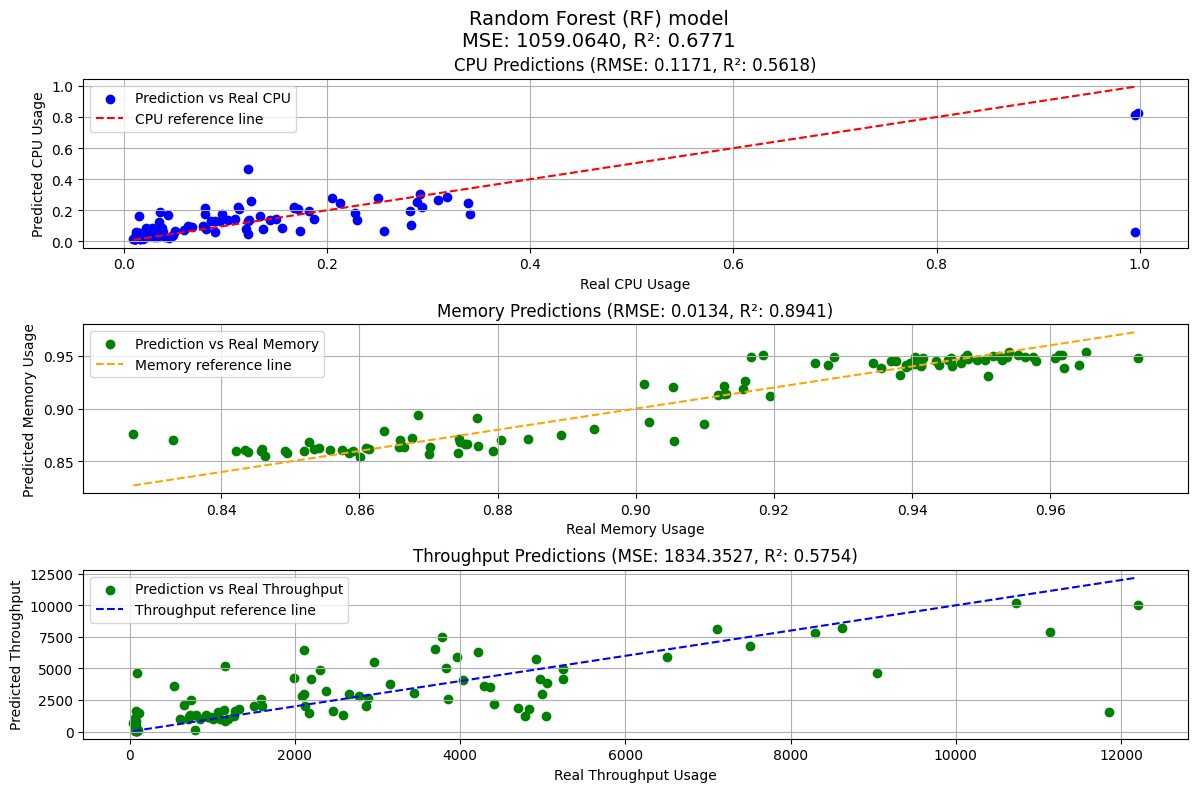 Random Forest (RF) model
MSE: 1059.0640, R²: 0.6771
CPU Predictions (RMSE: 0.1171, R²: 0.5618)
Predicted CPU Usage
1.0
0.8
0.6
0.4
0.2
0.0
Prediction vs Real CPU
CPU reference line
0.0 0.2 0.4 0.6 0.8 1.0
Real CPU Usage
Memory Predictions (RMSE: 0.0134, R²: 0.8941)
Predicted Memory Usage
0.95
0.90
0.85
Prediction vs Real Memory
Memory reference line
0.84 0.86 0.88 0.90 0.92 0.94 0.96
Real Memory Usage
Throughput Predictions (MSE: 1834.3527, R²: 0.5754)
Predicted Throughput
12500
10000
7500
5000
2500
0
Prediction vs Real Throughput
Throughput reference line
0 2000 4000 6000 8000 10000 12000
Real Throughput Usage